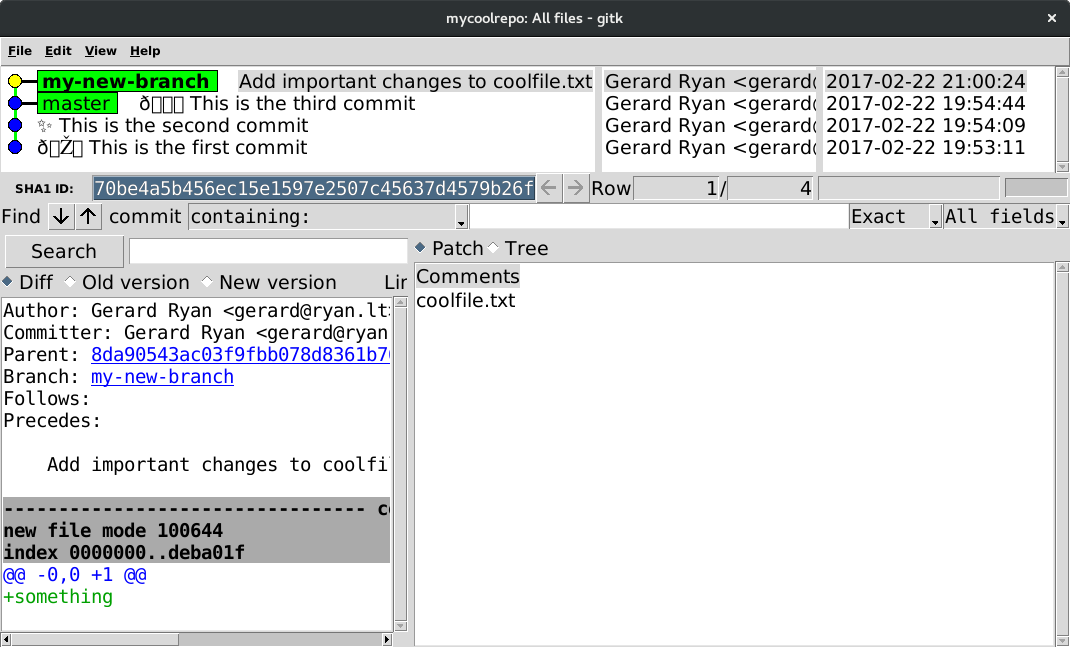 mycoolrepo: All files - gitk
File Edit View Help
my-new-branch Add important changes to coolfile.txt Gerard Ryan <gerard 2017-02-22 21:00:24
master ð▯▯▯ This is the third commit Gerard Ryan <gerard 2017-02-22 19:54:44
✨ This is the second commit Gerard Ryan <gerard 2017-02-22 19:54:09
ð▯Ž▯ This is the first commit Gerard Ryan <gerard 2017-02-22 19:53:11
SHA1 ID: 70be4a5b456ec15e1597e2507c45637d4579b26f Row 1/ 4
Find commit containing: Exact All fields
Search
Patch Tree
Diff Old version New version Lin
Comments
coolfile.txt
Author: Gerard Ryan <gerard@ryan.lt>
Committer: Gerard Ryan <gerard@ryan
Parent: 8da90543ac03f9fbb078d8361b7
Branch: my-new-branch
Follows:
Precedes:
Add important changes to coolfi
--------------------------------- co
new file mode 100644
index 0000000..deba01f
@@ -0,0 +1 @@
+something